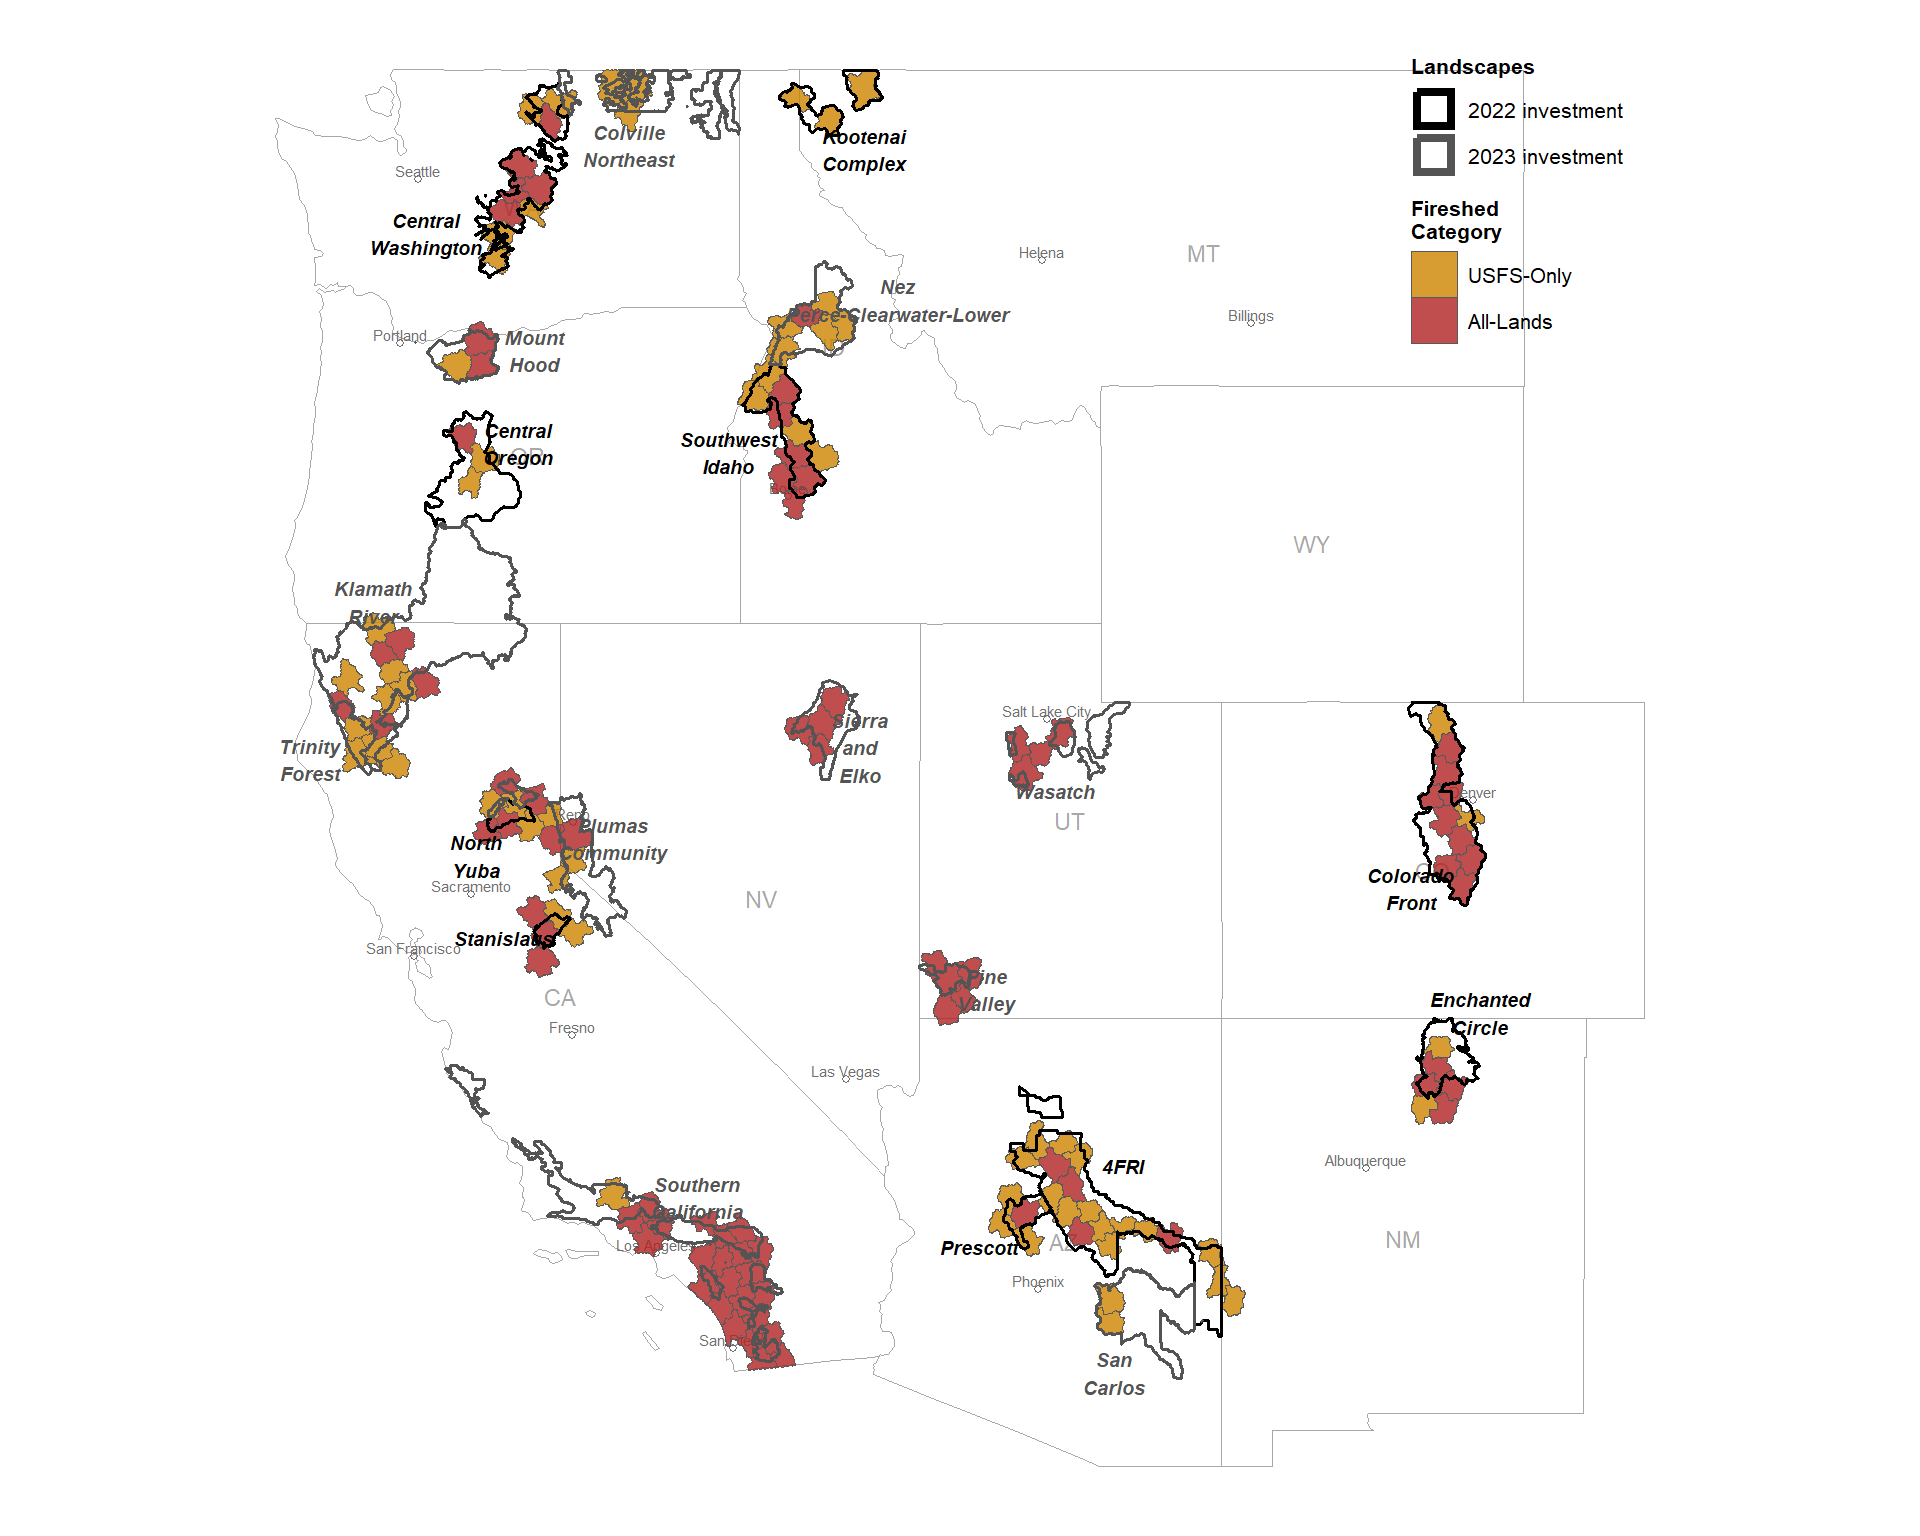 Landscapes
2022 investment
2023 investment
Fireshed
Category
USFS-Only
All-Lands
Colville
Northeast
Kootenai
Complex
Seattle
Central
Washington
Helena
MT
Nez
Perce-Clearwater-Lower
Billings
Portland
Mount
Hood
Central
Oregon
OR
Southwest
Idaho
WY
Klamath
River
Trinity
Forest
Sierra
and
Elko
Salt Lake City
Wasatch
UT
Denver
Reno
Plumas
Community
North
Yuba
Sacramento
Colorado
Front
NV
Stanislaus
San Francisco
CA
Pine
Valley
Enchanted
Circle
Fresno
Las Vegas
4FRI
Albuquerque
Southern
California
Los Angeles
Prescott
AZ
NM
Phoenix
San Diego
San
Carlos